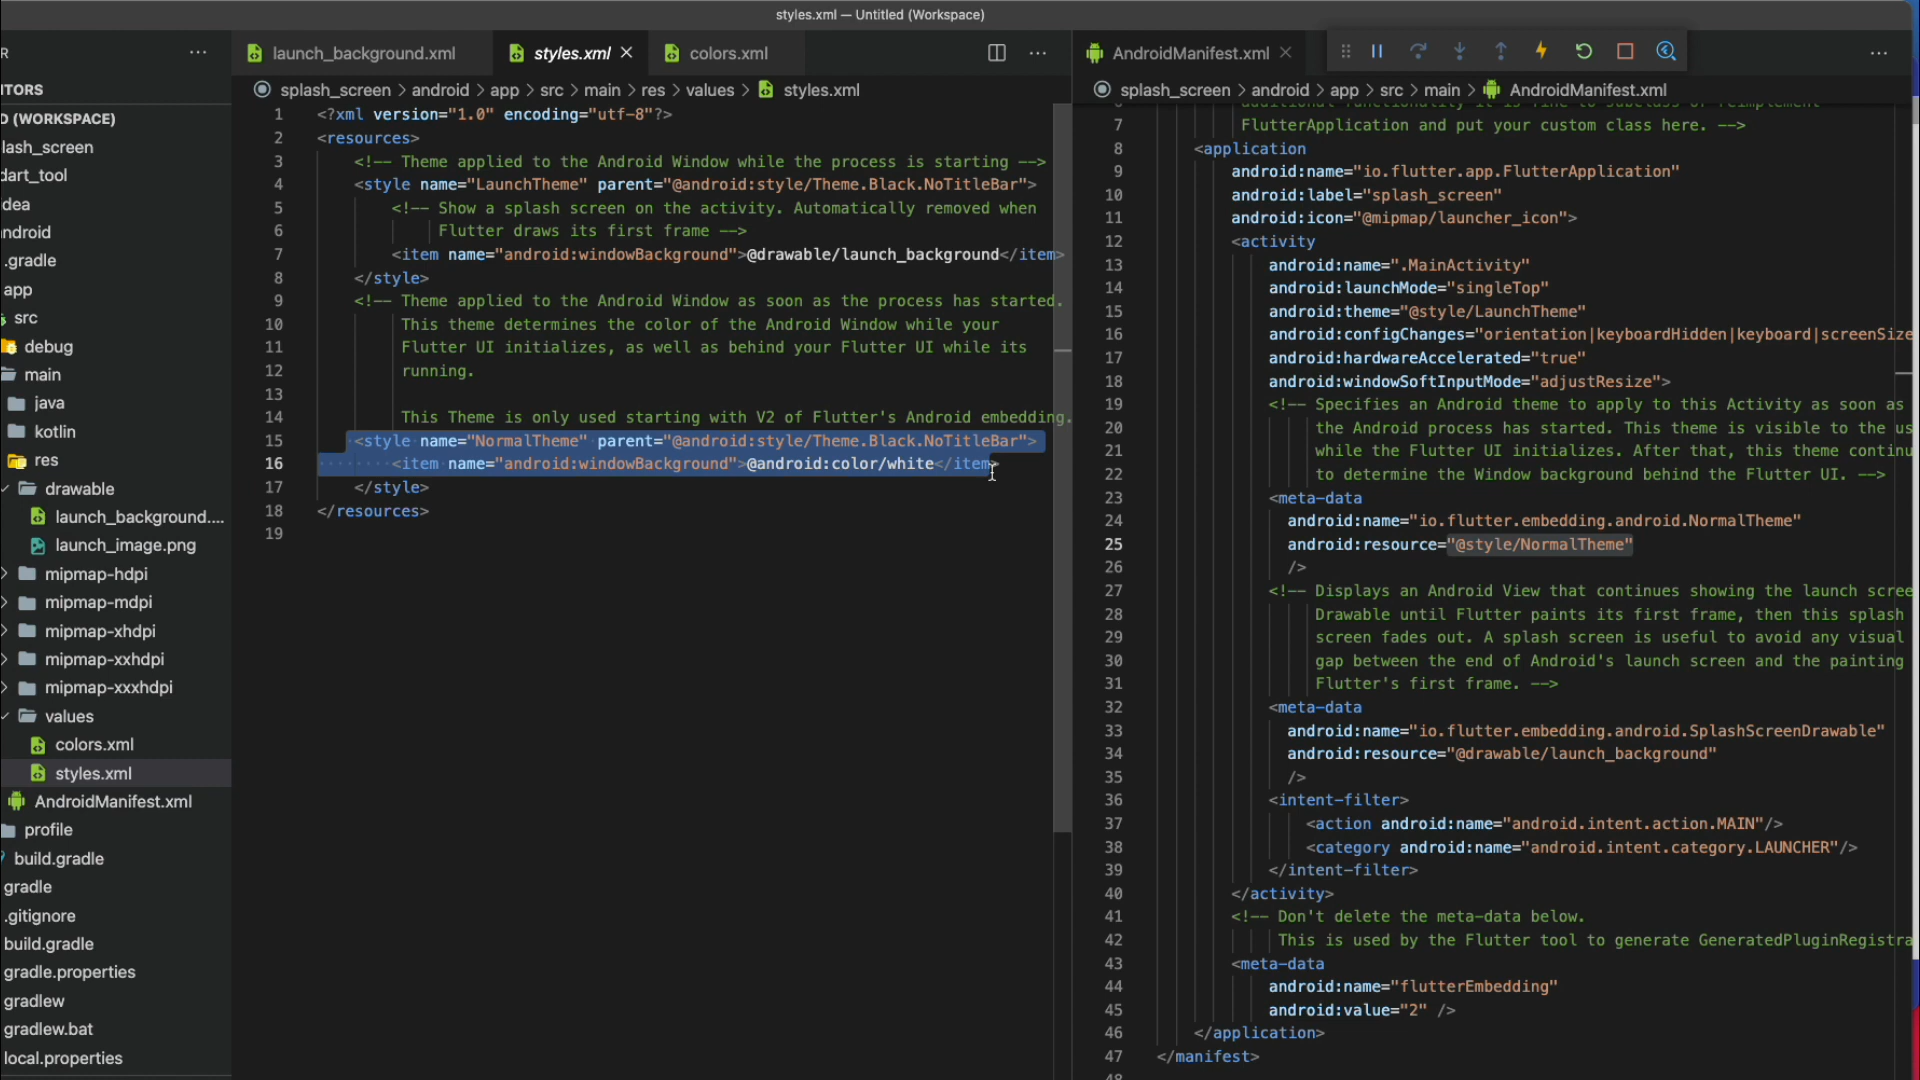 styles.xml — Untitled (Workspace)
R
ITORS
D (WORKSPACE)
lash_screen
dart_tool
dea
ndroid
.gradle
app
src
debug
main
java
kotlin
res
drawable
launch_background....
launch_image.png
mipmap-hdpi
mipmap-mdpi
mipmap-xhdpi
mipmap-xxhdpi
mipmap-xxxhdpi
values
colors.xml
styles.xml
AndroidManifest.xml
profile
build.gradle
gradle
.gitignore
build.gradle
gradle.properties
gradlew
gradlew.bat
local.properties
launch_background.xml
styles.xml
colors.xml
splash_screen > android > app > src > main > res > values > styles.xml
1 <?xml version="1.0" encoding="utf-8"?>
2 <resources>
3 <!-- Theme applied to the Android Window while the process is starting -->
4 <style name="LaunchTheme" parent="@android:style/Theme.Black.NoTitleBar">
5 <!-- Show a splash screen on the activity. Automatically removed when
6 Flutter draws its first frame -->
7 <item name="android:windowBackground">@drawable/launch_background</item>
8 </style>
9 <!-- Theme applied to the Android Window as soon as the process has started.
10 This theme determines the color of the Android Window while your
11 Flutter UI initializes, as well as behind your Flutter UI while its
12 running.
13
14 This Theme is only used starting with V2 of Flutter's Android embedding.
15 <style name="NormalTheme" parent="@android:style/Theme.Black.NoTitleBar">
16 <item name="android:windowBackground">@android:color/white</item>
17 </style>
18 </resources>
19
AndroidManifest.xml
splash_screen > android > app > src > main > AndroidManifest.xml
additional functionality it is fine to subclass or reimplement
7 FlutterApplication and put your custom class here. -->
8 <application
9 android:name="io.flutter.app.FlutterApplication"
10 android:label="splash_screen"
11 android:icon="@mipmap/launcher_icon">
12 <activity
13 android:name=".MainActivity"
14 android:launchMode="singleTop"
15 android:theme="@style/LaunchTheme"
16 android:configChanges="orientation|keyboardHidden|keyboard|screenSize
17 android:hardwareAccelerated="true"
18 android:windowSoftInputMode="adjustResize">
19 <!-- Specifies an Android theme to apply to this Activity as soon as
20 the Android process has started. This theme is visible to the us
21 while the Flutter UI initializes. After that, this theme continu
22 to determine the Window background behind the Flutter UI. -->
23 <meta-data
24 android:name="io.flutter.embedding.android.NormalTheme"
25 android:resource="@style/NormalTheme"
26 />
27 <!-- Displays an Android View that continues showing the launch scree
28 Drawable until Flutter paints its first frame, then this splash
29 screen fades out. A splash screen is useful to avoid any visual
30 gap between the end of Android's launch screen and the painting
31 Flutter's first frame. -->
32 <meta-data
33 android:name="io.flutter.embedding.android.SplashScreenDrawable"
34 android:resource="@drawable/launch_background"
35 />
36 <intent-filter>
37 <action android:name="android.intent.action.MAIN"/>
38 <category android:name="android.intent.category.LAUNCHER"/>
39 </intent-filter>
40 </activity>
41 <!-- Don't delete the meta-data below.
42 This is used by the Flutter tool to generate GeneratedPluginRegistra
43 <meta-data
44 android:name="flutterEmbedding"
45 android:value="2" />
46 </application>
47 </manifest>
48